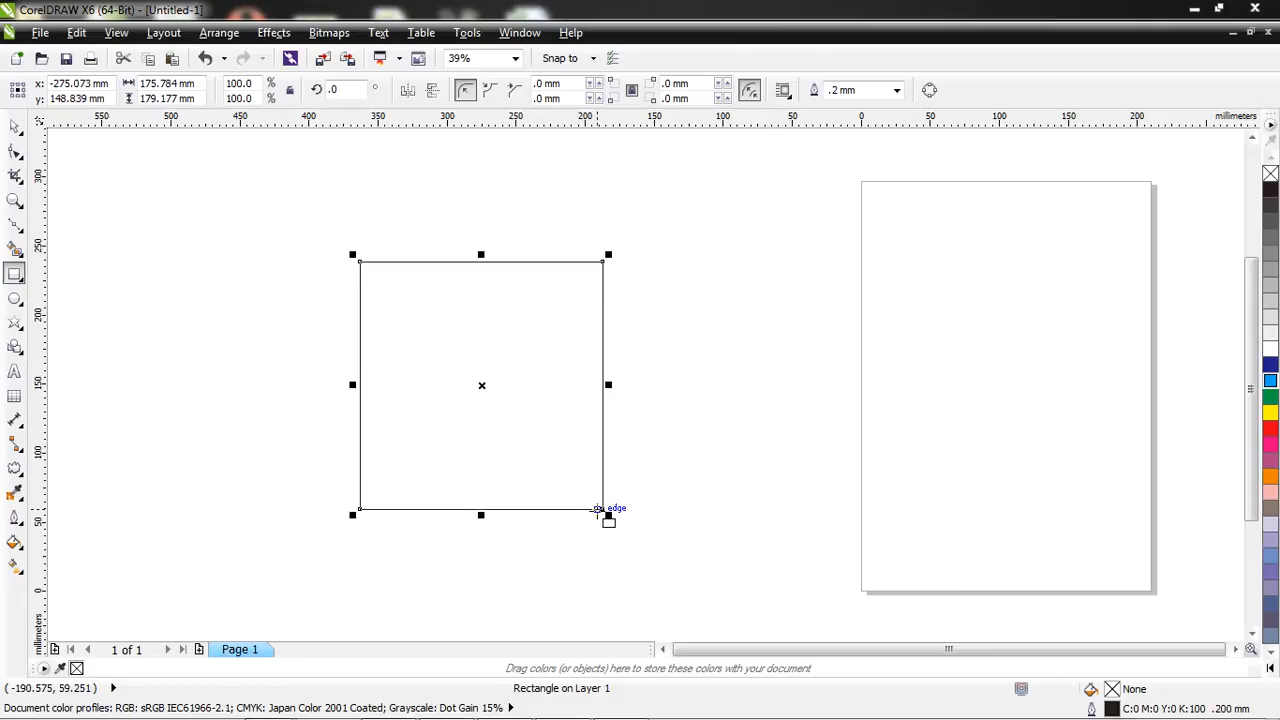 CorelDRAW X6 (64-Bit) - [Untitled-1]
File Edit View Layout Arrange Effects Bitmaps Text Table Tools Window Help
39% Snap to
x: -275.073 mm 175.784 mm 100.0 % .0 ° .0 mm .0 mm .2 mm
y: 148.839 mm 179.177 mm 100.0 % .0 mm .0 mm
550 500 450 400 350 300 250 200 150 100 50 0 50 100 150 200 millimeters
300
250
200
150
100
50
0
millimeters
edge
1 of 1 Page 1
Drag colors (or objects) here to store these colors with your document
(-190.575, 59.251) Rectangle on Layer 1 None
Document color profiles: RGB: sRGB IEC61966-2.1; CMYK: Japan Color 2001 Coated; Grayscale: Dot Gain 15% C:0 M:0 Y:0 K:100 .200 mm